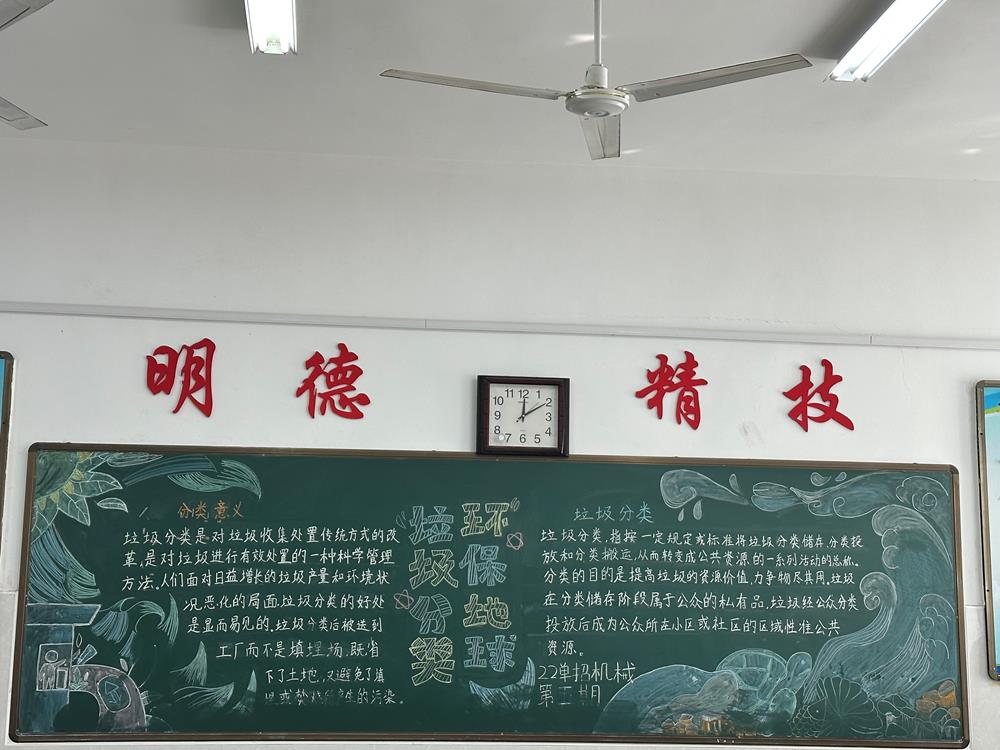 明德 精技
11 12 1
10 2
9 3
8 4
7 6 5
分类意义
垃圾分类是对垃圾收集处置传统方式的改
革,是对垃圾进行有效处置的一种科学管理
方法.人们面对日益增长的垃圾产量和环境状
况恶化的局面.垃圾分类的好处
是显而易见的.垃圾分类后被送到
工厂而不是填埋场.既省
下了土地,又避免了填
或焚烧产生的污染。
垃圾分类
环保地球
垃圾分类
垃圾分类,指按一定规定或标准将垃圾分类储存,分类投
放和分类搬运,从而转变成公共资源的一系列活动的总称。
分类的目的是提高垃圾的资源价值,力争物尽其用.垃圾
在分类储存阶段属于公众的私有品,垃圾经公众分类
投放后成为公众所在小区或社区的区域性准公共
资源。
22单招机械
第 期